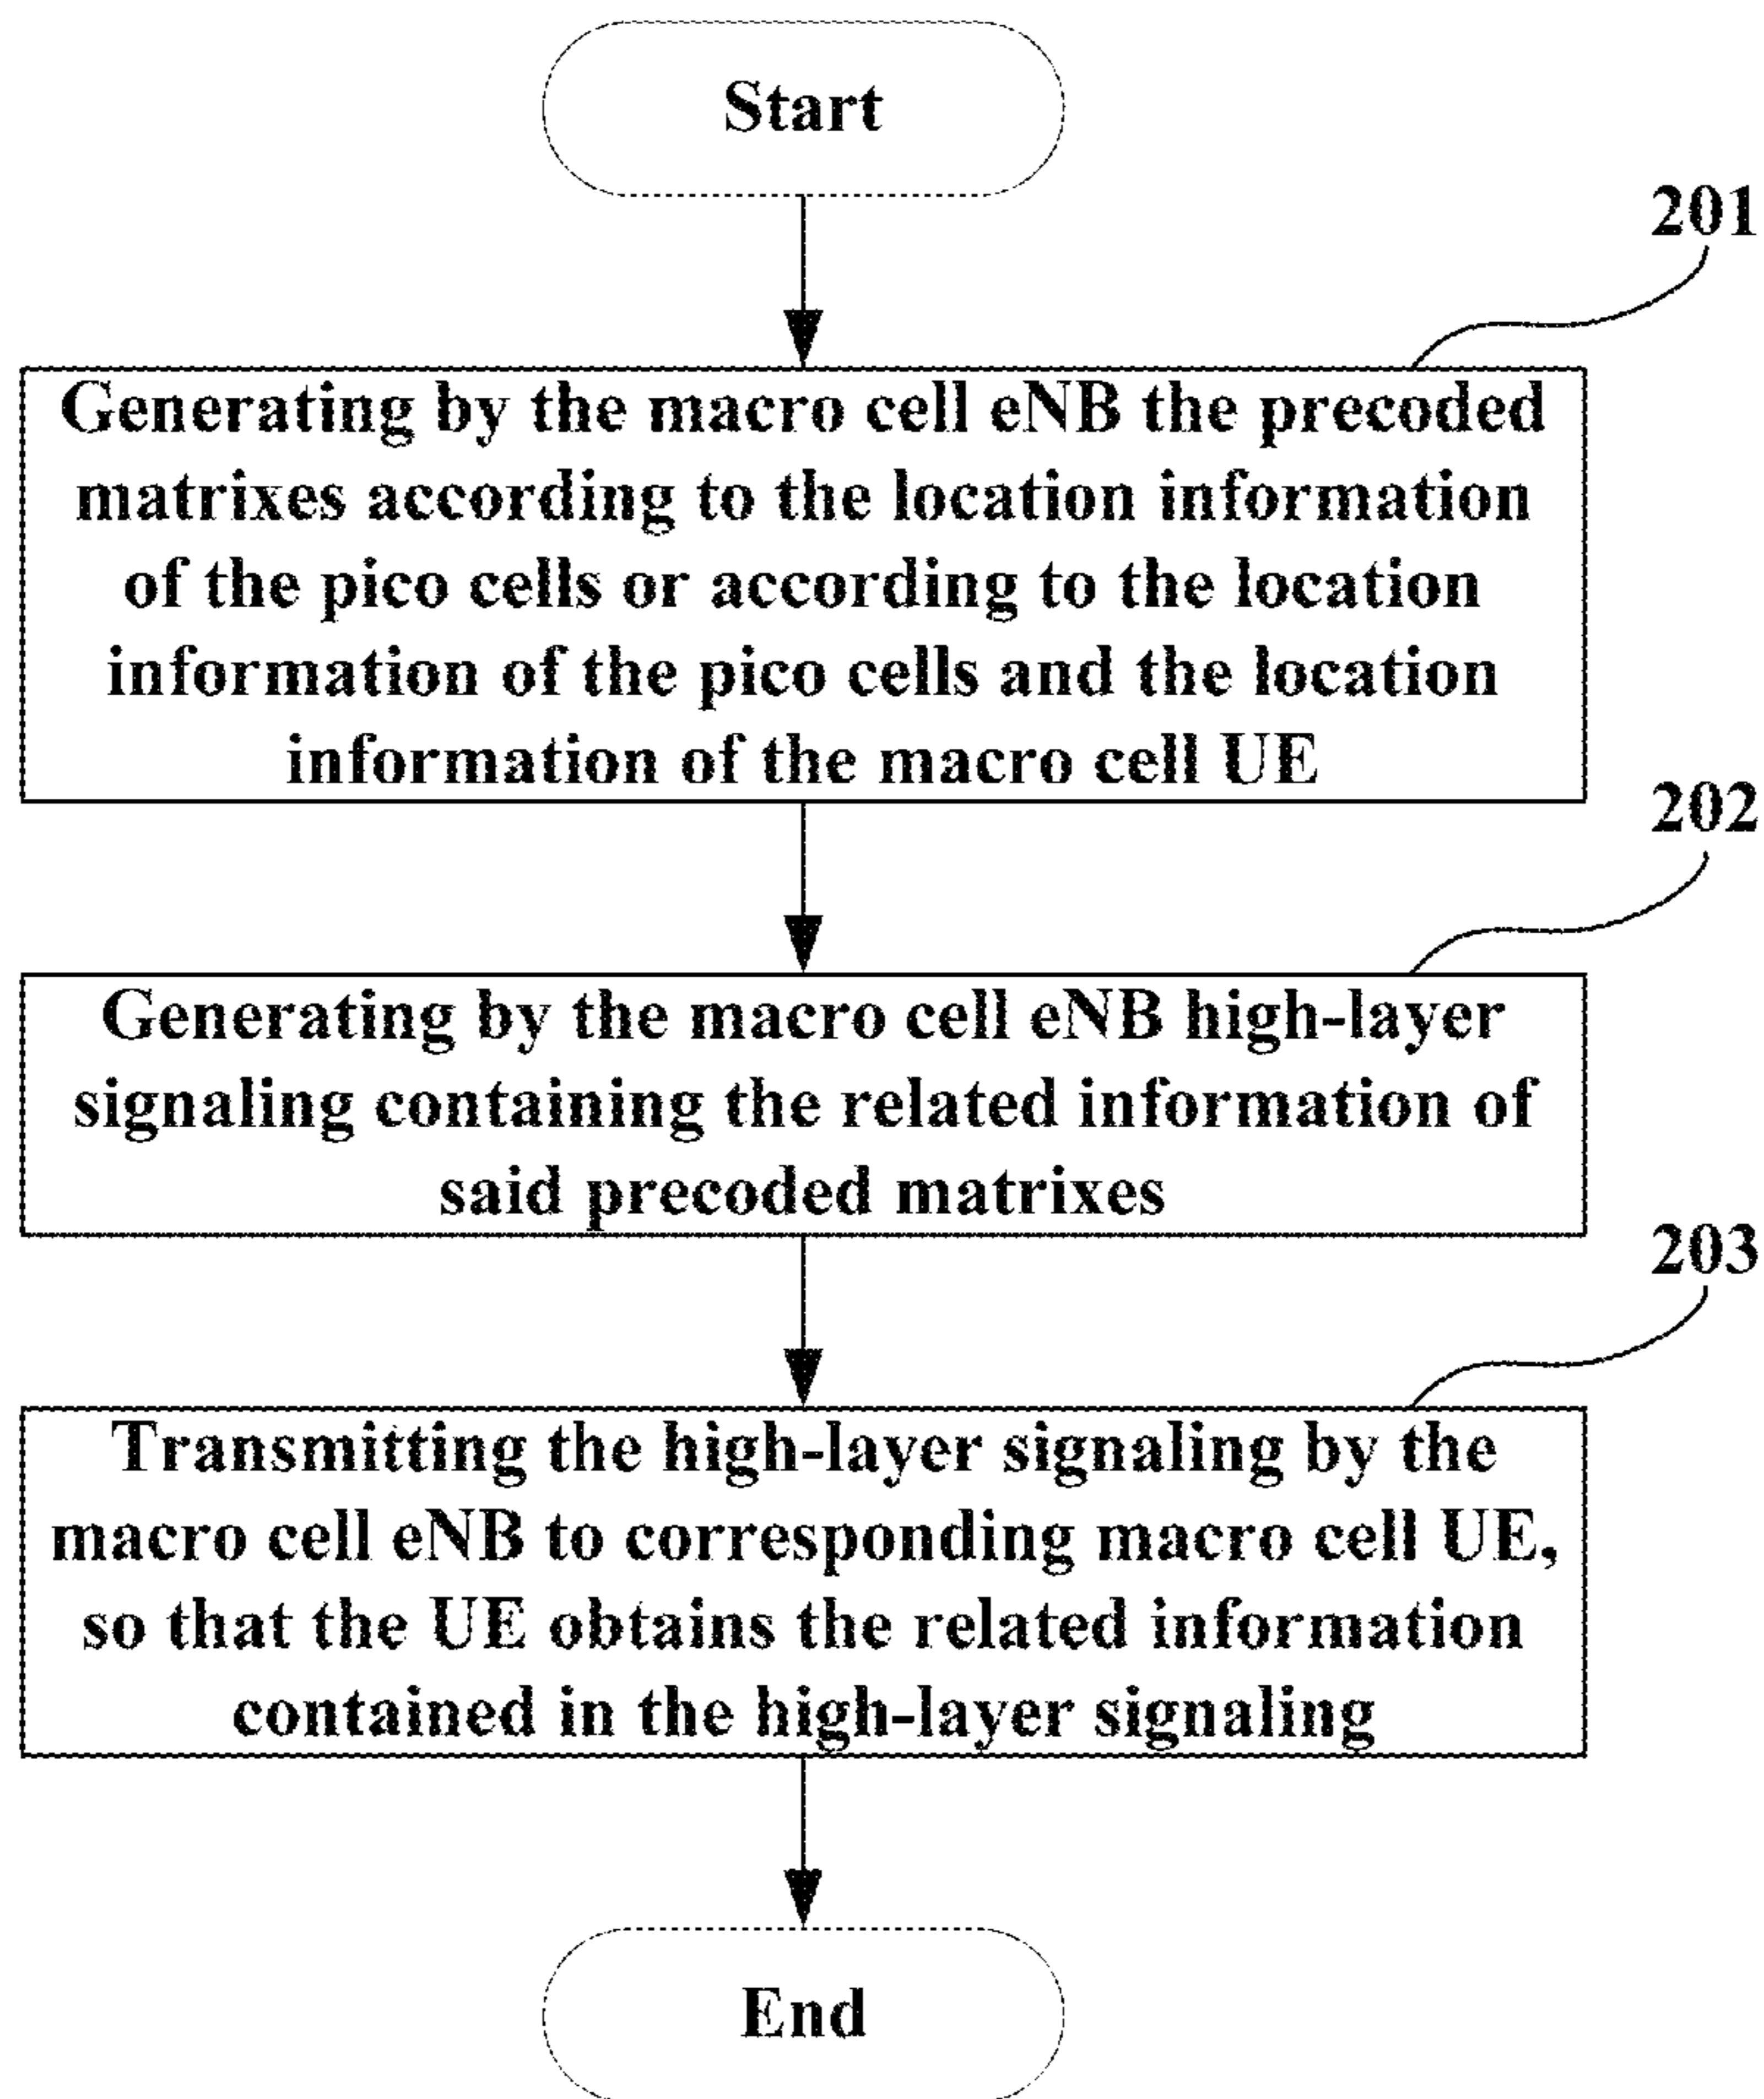 Start
201
Generating by the macro cell eNB the precoded
matrixes according to the location information
of the pico cells or according to the location
information of the pico cells and the location
information of the macro cell UE
202
Generating by the macro cell eNB high-layer
signaling containing the related information of
said precoded matrixes
203
Transmitting the high-layer signaling by the
macro cell eNB to corresponding macro cell UE,
so that the UE obtains the related information
contained in the high-layer signaling
End